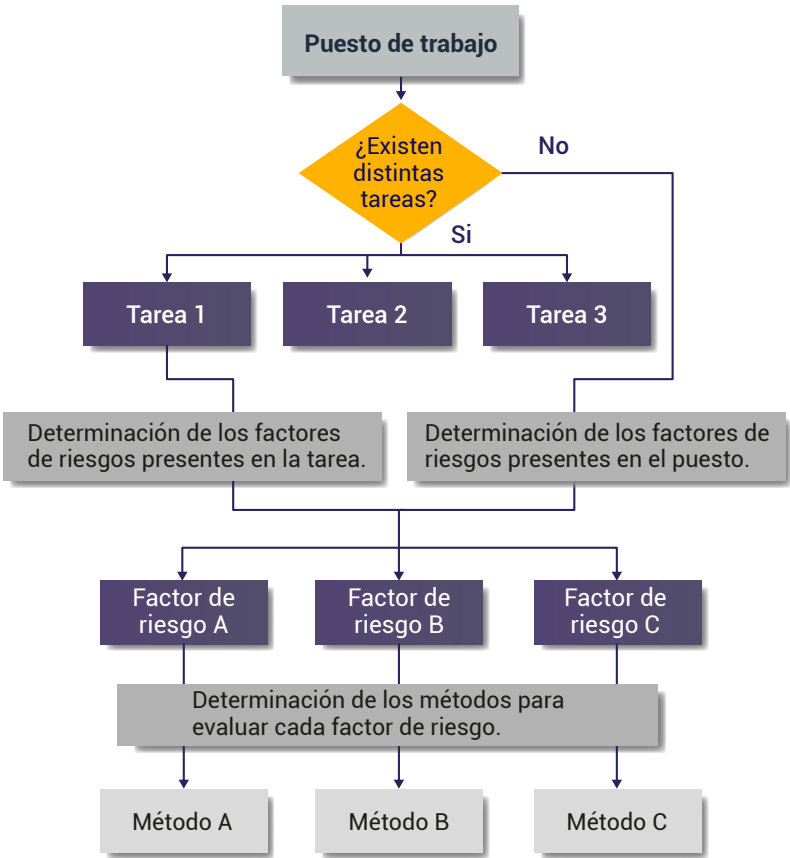 Puesto de trabajo
¿Existen
distintas
tareas?
No
Si
Tarea 1
Tarea 2
Tarea 3
Determinación de los factores
de riesgos presentes en la tarea.
Determinación de los factores de
riesgos presentes en el puesto.
Factor de
riesgo A
Factor de
riesgo B
Factor de
riesgo C
Determinación de los métodos para
evaluar cada factor de riesgo.
Método A
Método B
Método C